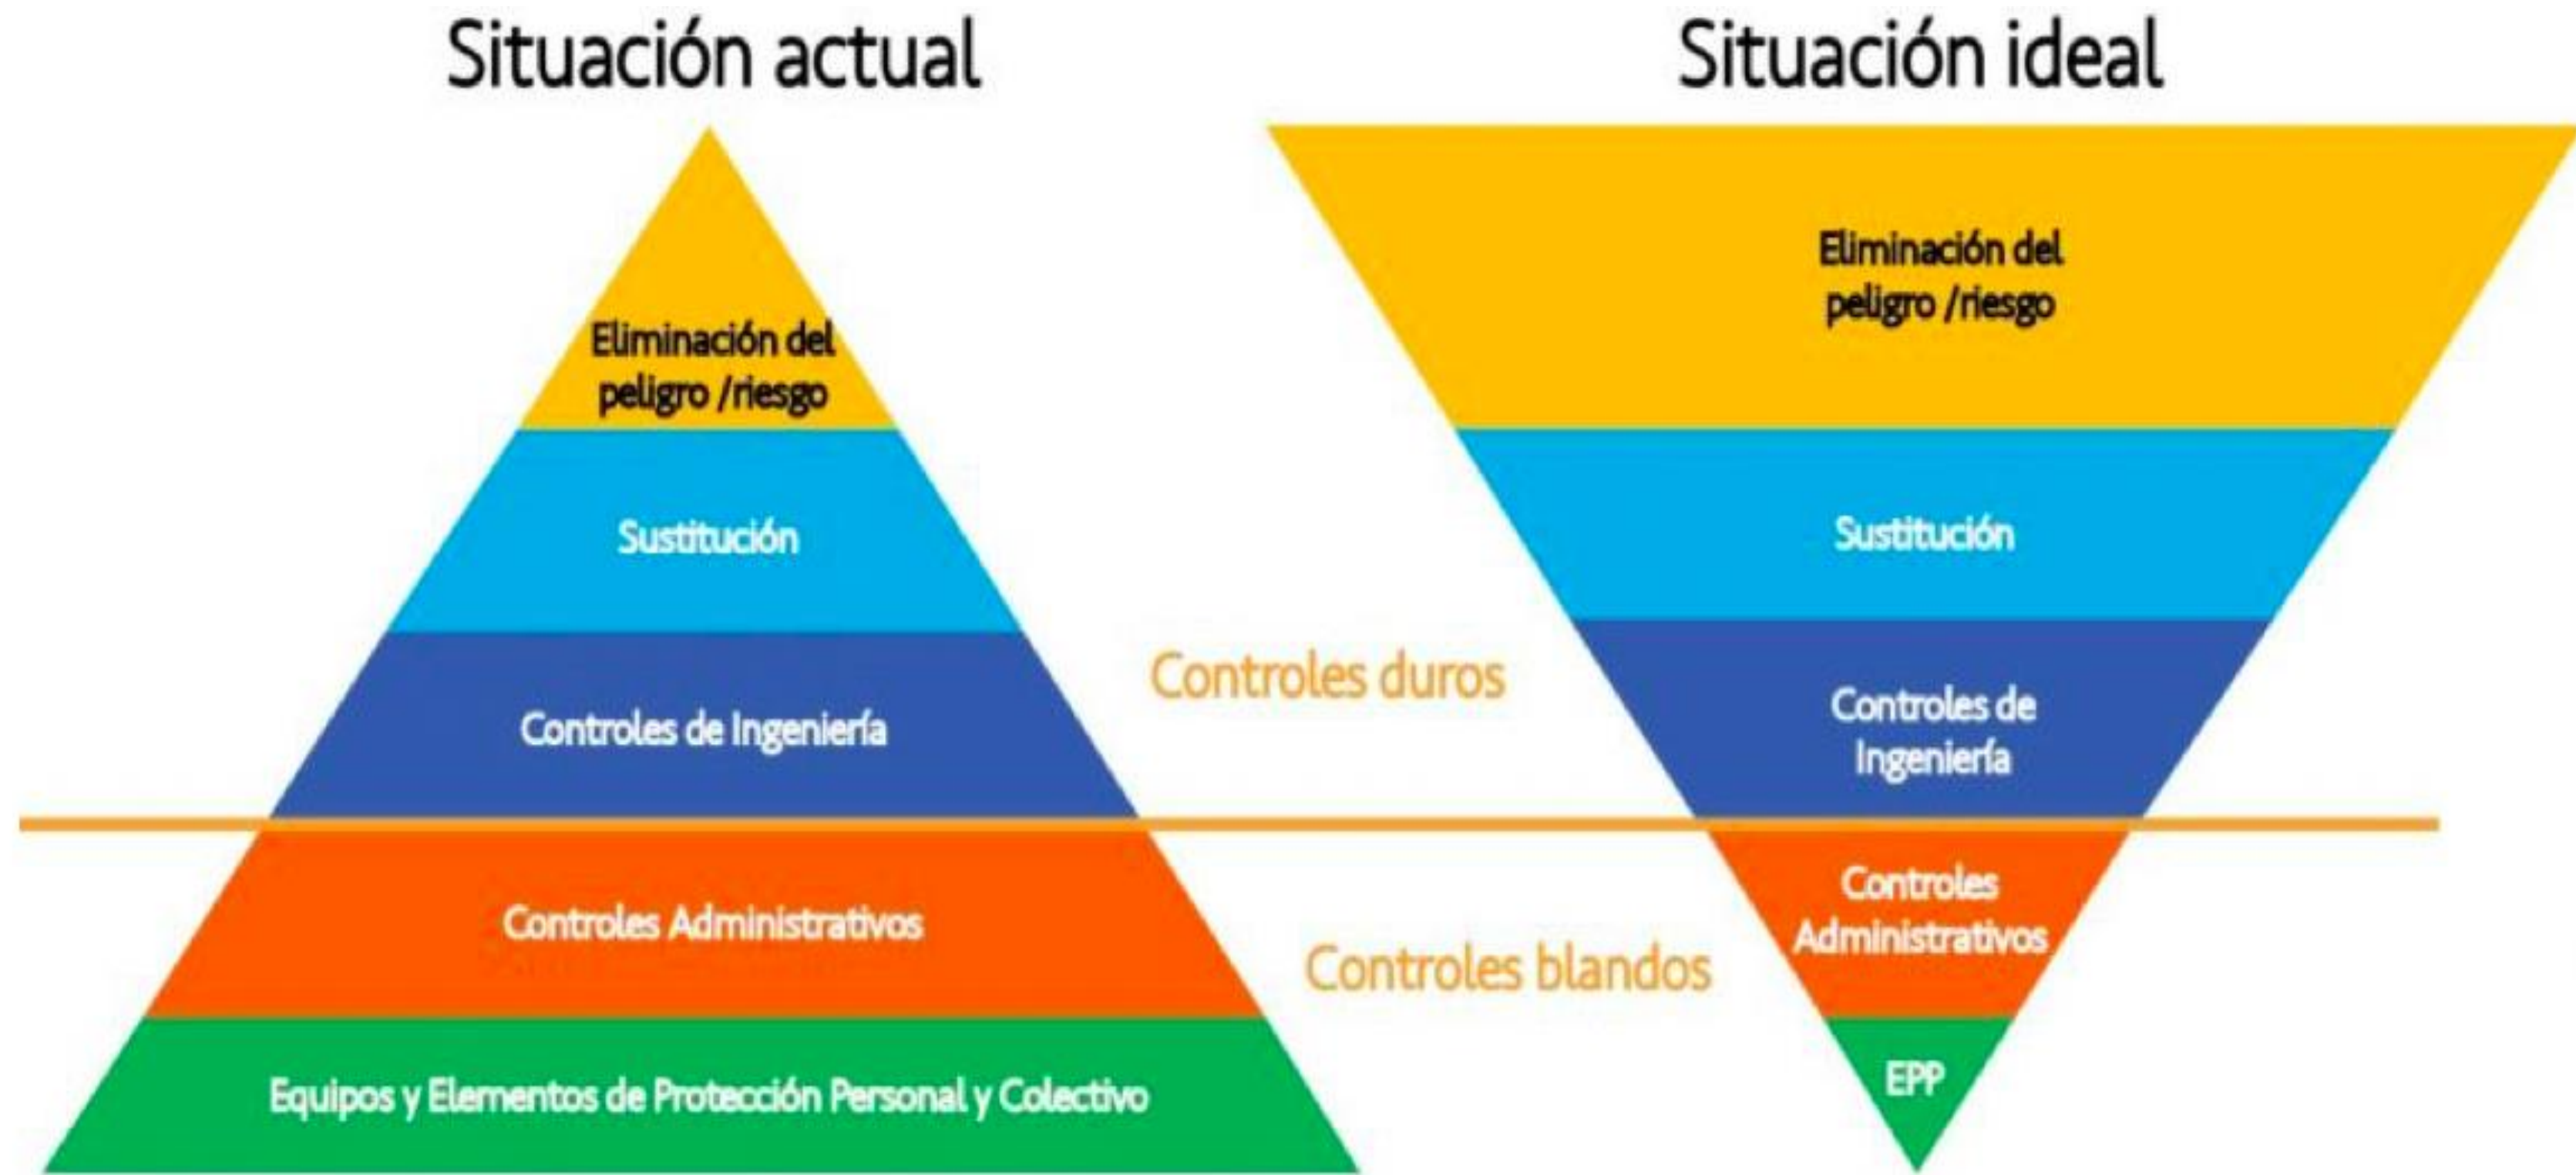 Situación actual
Eliminación del
peligro /riesgo
Sustitución
Controles de Ingeniería
Controles Administrativos
Equipos y Elementos de Protección Personal y Colectivo
Controles duros
Controles blandos
Situación ideal
Eliminación del
peligro /riesgo
Sustitución
Controles de
Ingeniería
Controles
Administrativos
EPP